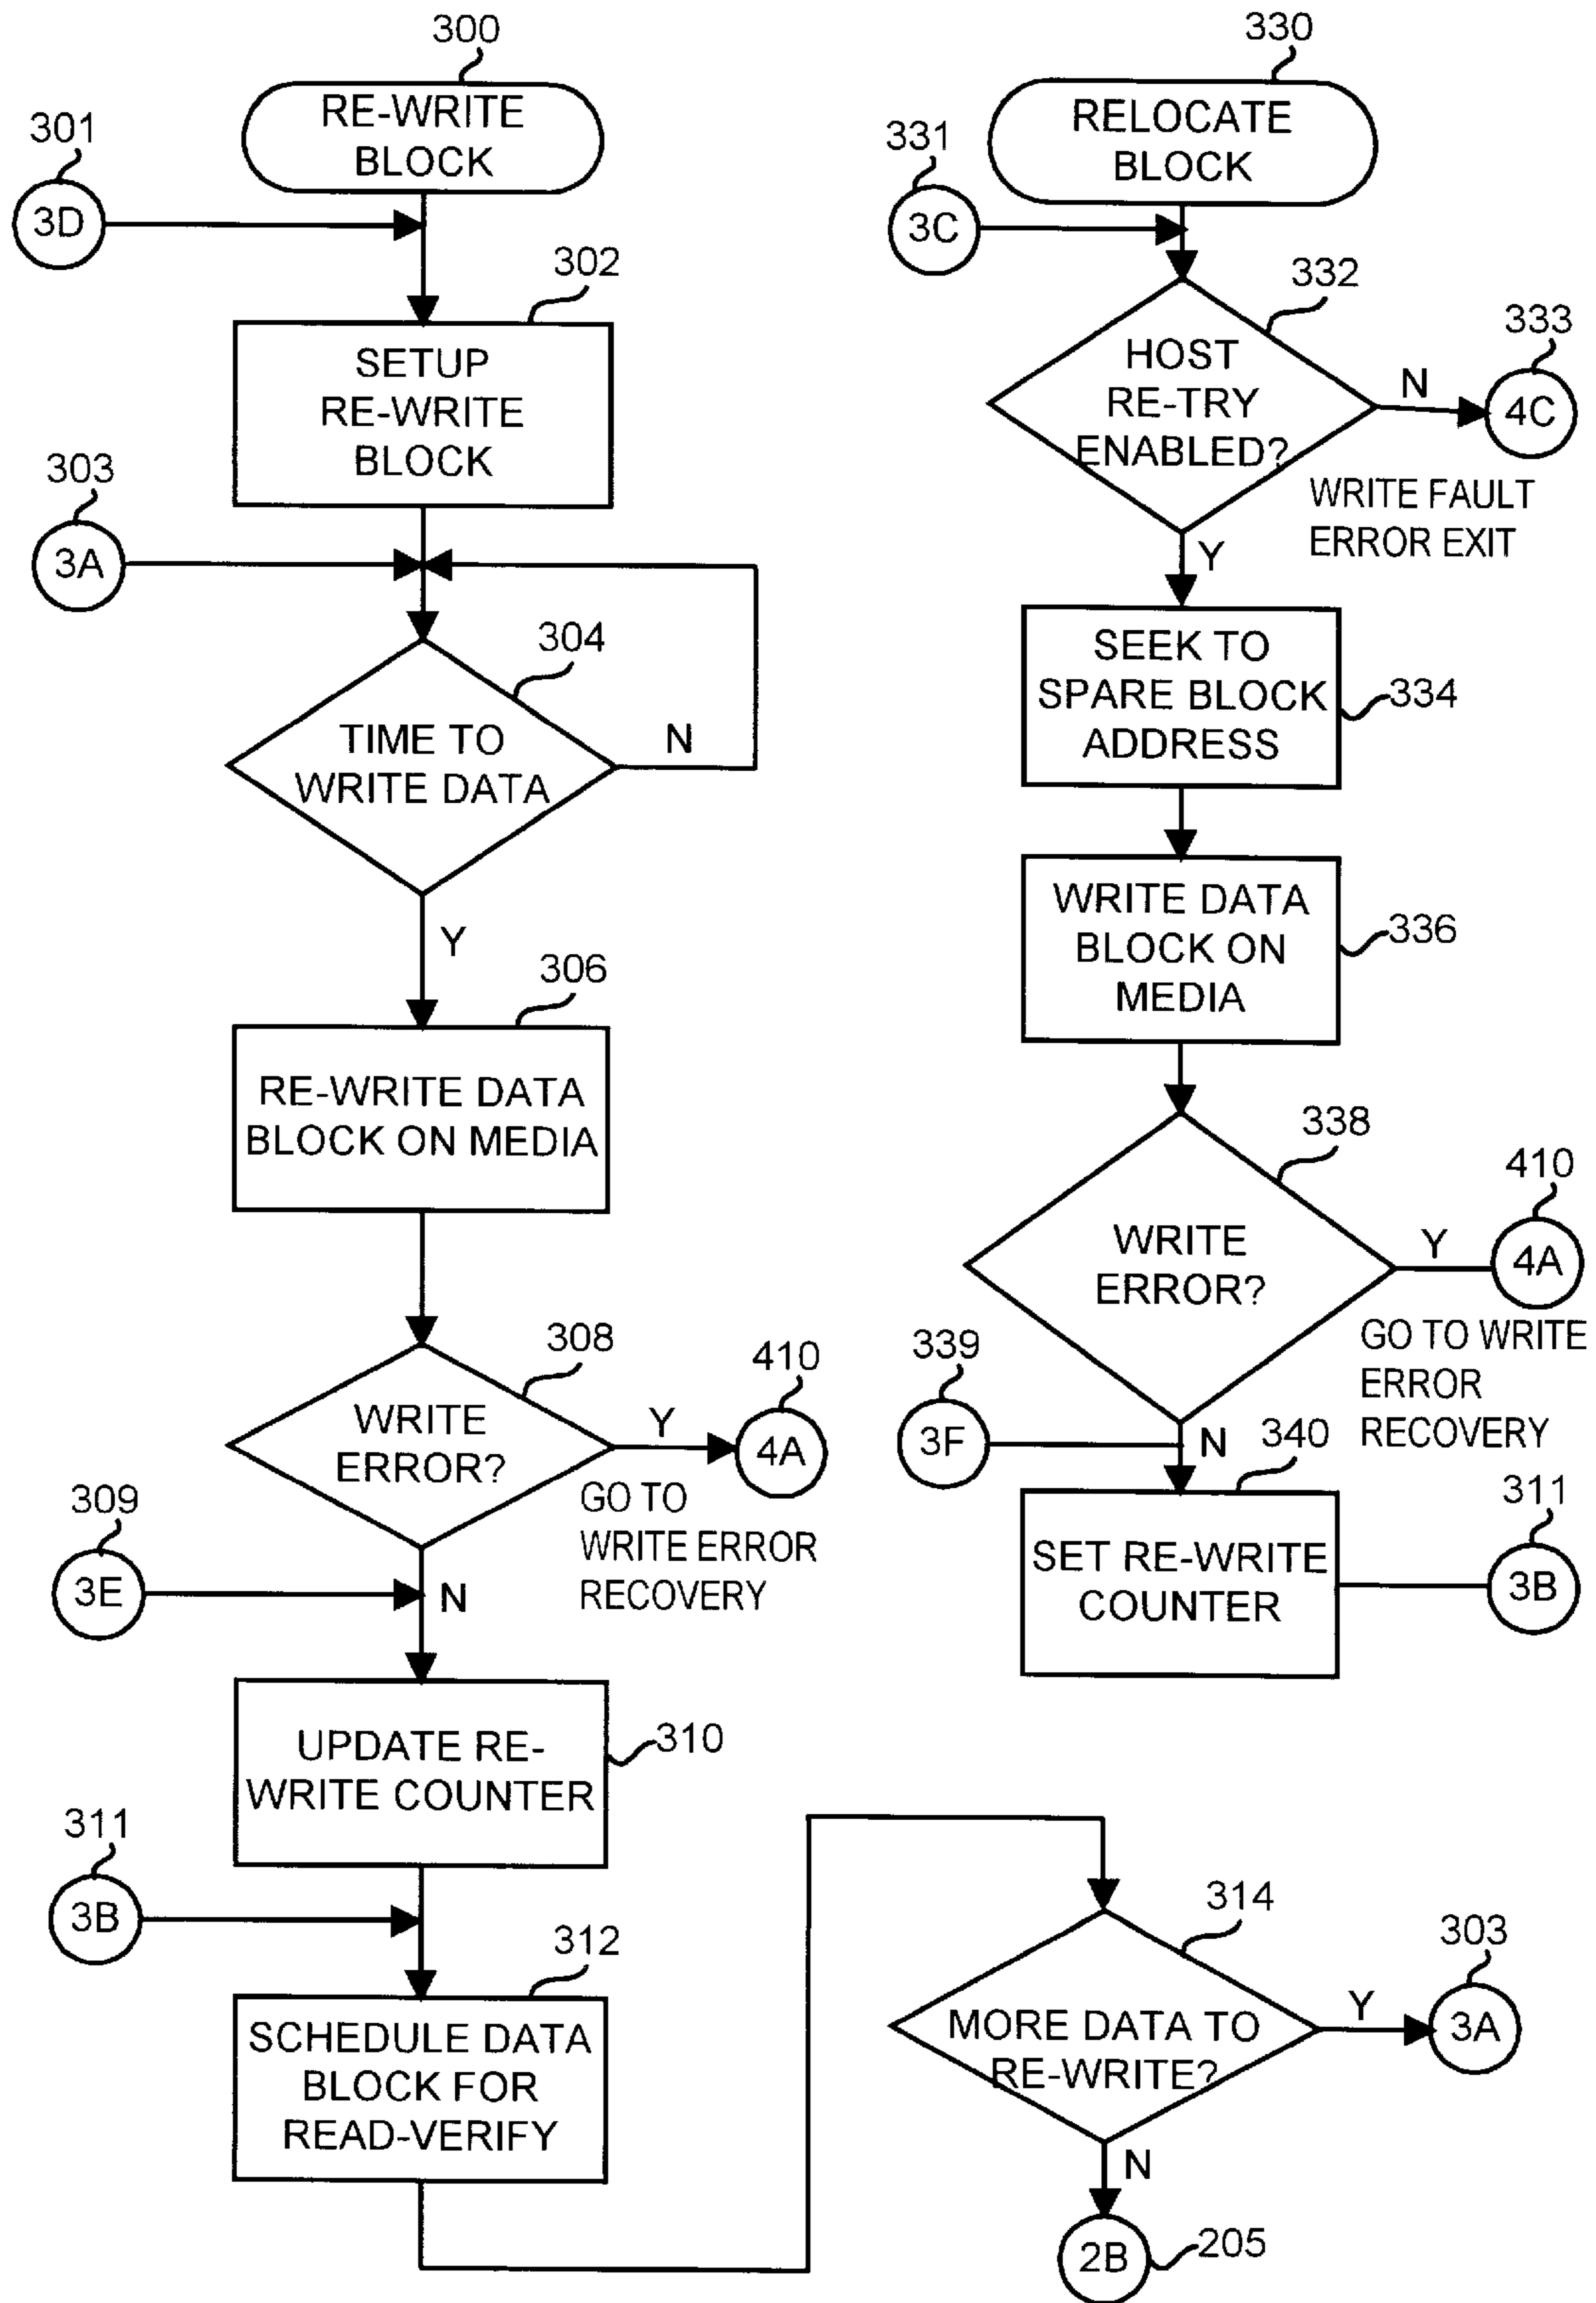 300
RE-WRITE
BLOCK
301
3D
302
SETUP
RE-WRITE
BLOCK
303
3A
304
TIME TO
WRITE DATA
N
Y
306
RE-WRITE DATA
BLOCK ON MEDIA
308
WRITE
ERROR?
Y
410
4A
GO TO
WRITE ERROR
RECOVERY
309
3E
N
UPDATE RE-
WRITE COUNTER
310
311
3B
312
SCHEDULE DATA
BLOCK FOR
READ-VERIFY
330
RELOCATE
BLOCK
331
3C
332
HOST
RE-TRY
ENABLED?
N
333
4C
WRITE FAULT
ERROR EXIT
Y
SEEK TO
SPARE BLOCK
ADDRESS
334
WRITE DATA
BLOCK ON
MEDIA
336
338
WRITE
ERROR?
Y
410
4A
GO TO WRITE
ERROR
RECOVERY
339
3F
N
340
SET RE-WRITE
COUNTER
311
3B
314
MORE DATA TO
RE-WRITE?
Y
303
3A
N
2B
205